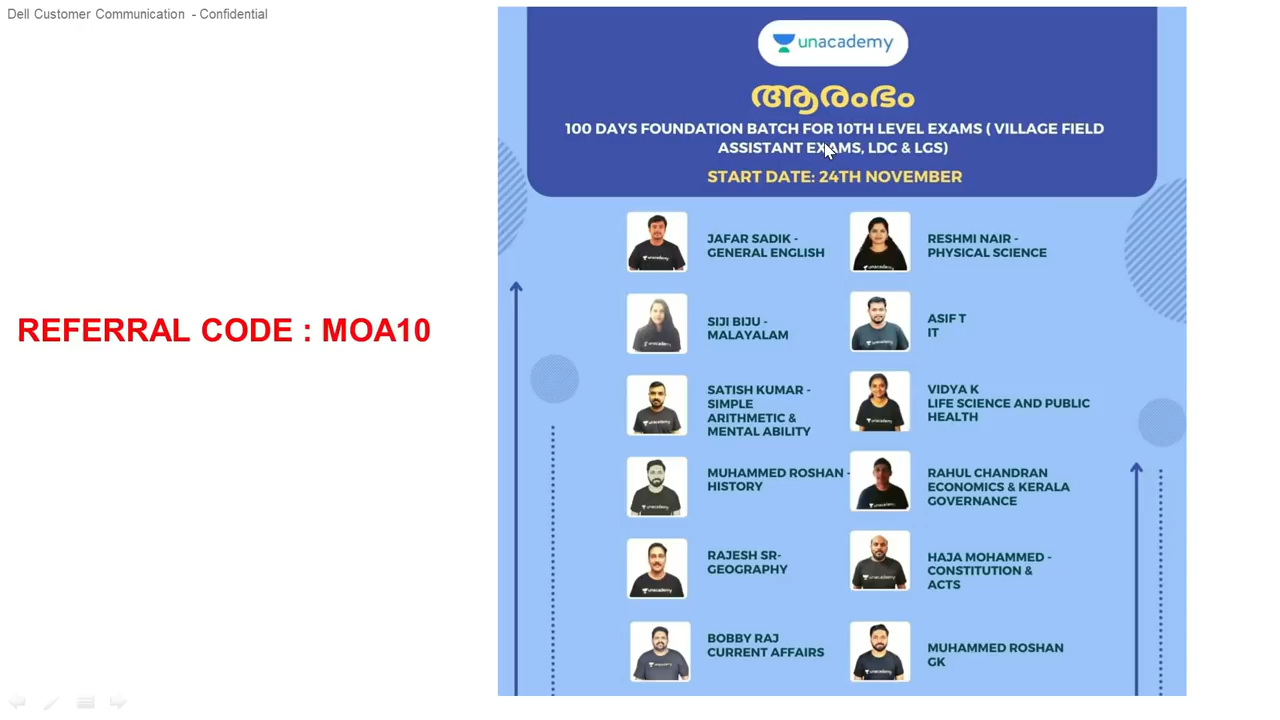 Dell Customer Communication - Confidential
unacademy
ആരംഭം
100 DAYS FOUNDATION BATCH FOR 10TH LEVEL EXAMS ( VILLAGE FIELD
ASSISTANT EXAMS, LDC & LGS)
START DATE: 24TH NOVEMBER
REFERRAL CODE : MOA10
JAFAR SADIK -
GENERAL ENGLISH
RESHMI NAIR -
PHYSICAL SCIENCE
SIJI BIJU -
MALAYALAM
ASIF T
IT
SATISH KUMAR -
SIMPLE
ARITHMETIC &
MENTAL ABILITY
VIDYA K
LIFE SCIENCE AND PUBLIC
HEALTH
MUHAMMED ROSHAN -
HISTORY
RAHUL CHANDRAN
ECONOMICS & KERALA
GOVERNANCE
RAJESH SR-
GEOGRAPHY
HAJA MOHAMMED -
CONSTITUTION &
ACTS
BOBBY RAJ
CURRENT AFFAIRS
MUHAMMED ROSHAN
GK